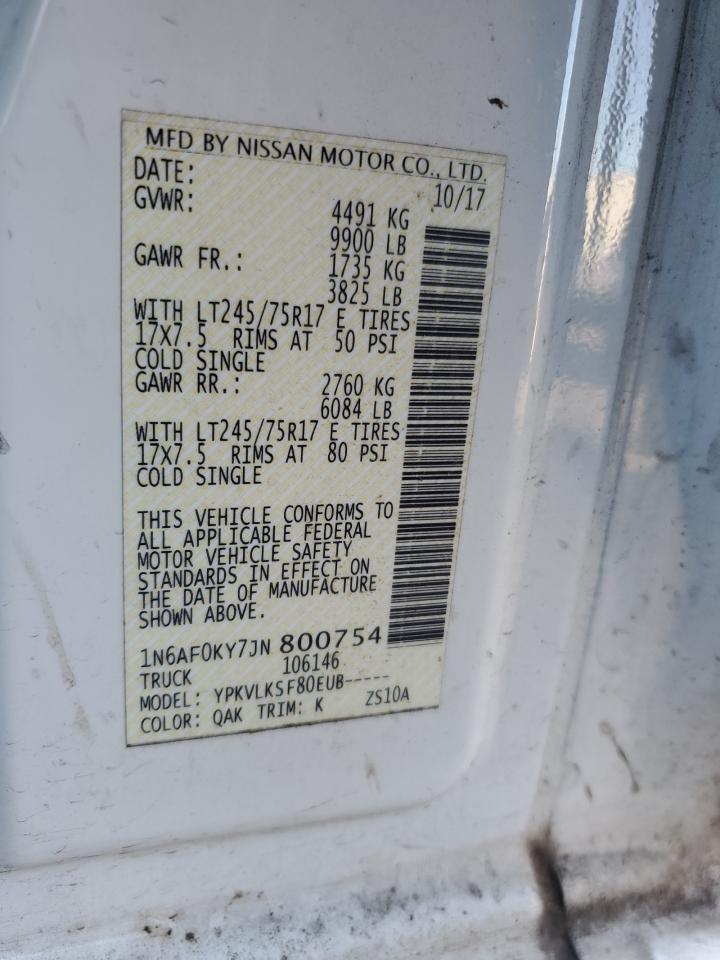 MFD BY NISSAN MOTOR CO., LTD.
DATE: 10/17
GVWR: 4491 KG
9900 LB
GAWR FR.: 1735 KG
3825 LB
WITH LT245/75R17 E TIRES
17X7.5 RIMS AT 50 PSI
COLD SINGLE
GAWR RR.: 2760 KG
6084 LB
WITH LT245/75R17 E TIRES
17X7.5 RIMS AT 80 PSI
COLD SINGLE
THIS VEHICLE CONFORMS TO
ALL APPLICABLE FEDERAL
MOTOR VEHICLE SAFETY
STANDARDS IN EFFECT ON
THE DATE OF MANUFACTURE
SHOWN ABOVE.
1N6AF0KY7JN 800754
TRUCK 106146
MODEL: YPKVLKSF80EUB-----
COLOR: QAK TRIM: K ZS10A